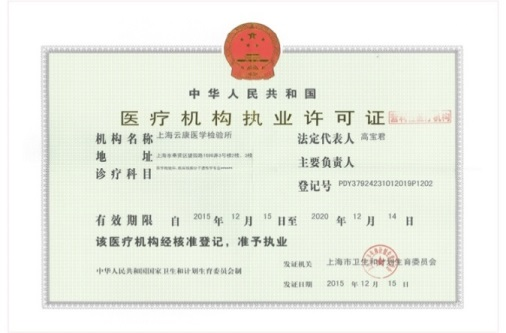 中华人民共和国
医疗机构执业许可证
机构名称 上海云康医学检验所 法定代表人 高宝君
地 址 主要负责人
诊疗科目
登记号 PDY37924231012019P1202
有效期限 自 2015 年 12 月 15 日至 2020 年 12 月 14 日
该医疗机构经核准登记，准予执业
中华人民共和国国家卫生和计划生育委员会制
发证机关 上海市卫生和计划生育委员会
发证日期 2015 年 12 月 15 日